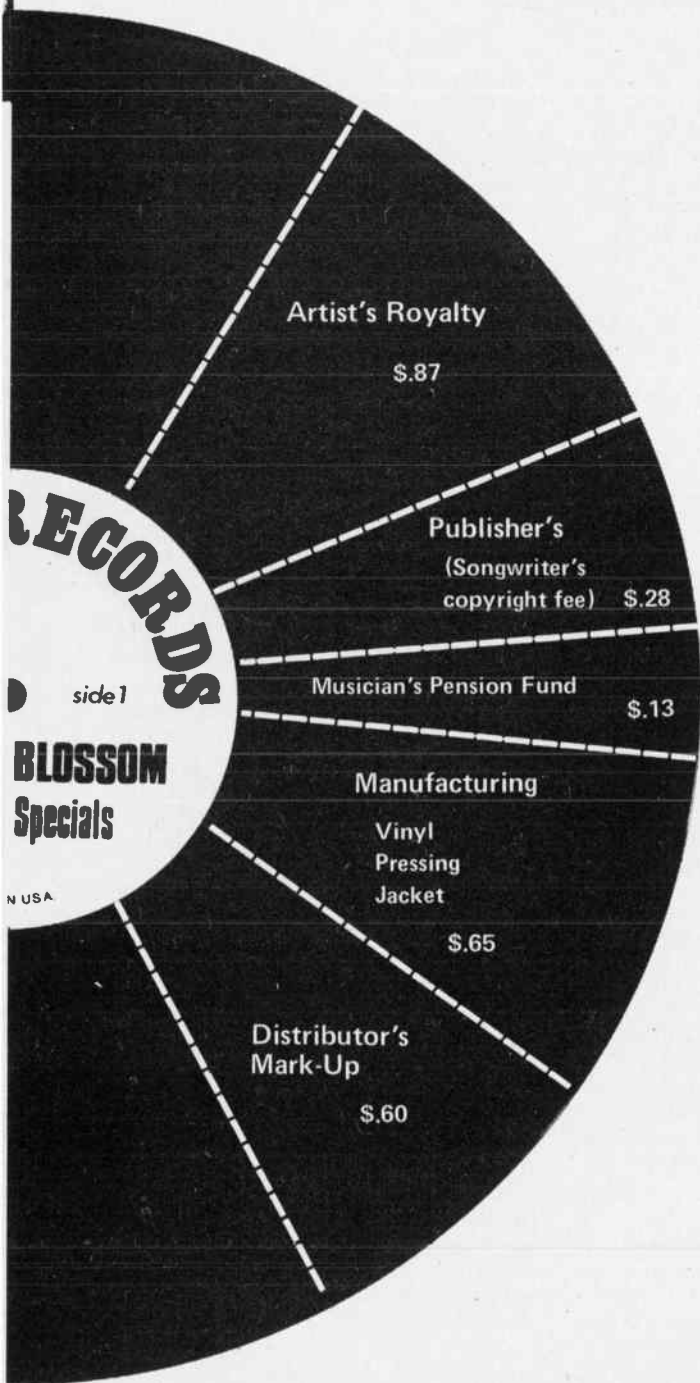 Artist's Royalty
$.87
Publisher's
(Songwriter's
copyright fee) $.28
Musician's Pension Fund
$.13
Manufacturing
Vinyl
Pressing
Jacket
$.65
Distributor's
Mark-Up
$.60
RECORDS
side 1
BLOSSOM
Specials
N USA